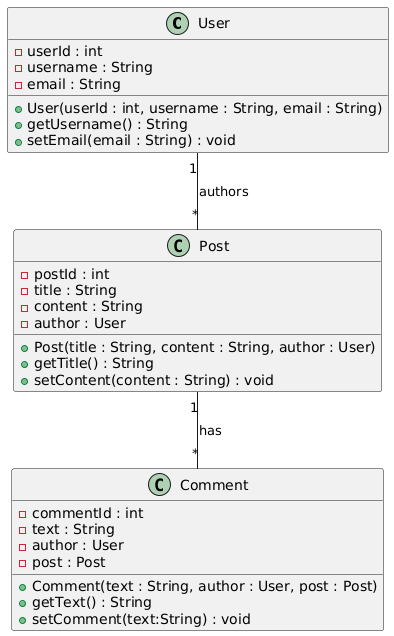 C User
userId : int
username : String
email : String
User(userId : int, username : String, email : String)
getUsername() : String
setEmail(email : String) : void
1
authors
*
C Post
postId : int
title : String
content : String
author : User
Post(title : String, content : String, author : User)
getTitle() : String
setContent(content : String) : void
1
has
*
C Comment
commentId : int
text : String
author : User
post : Post
Comment(text : String, author : User, post : Post)
getText() : String
setComment(text:String) : void